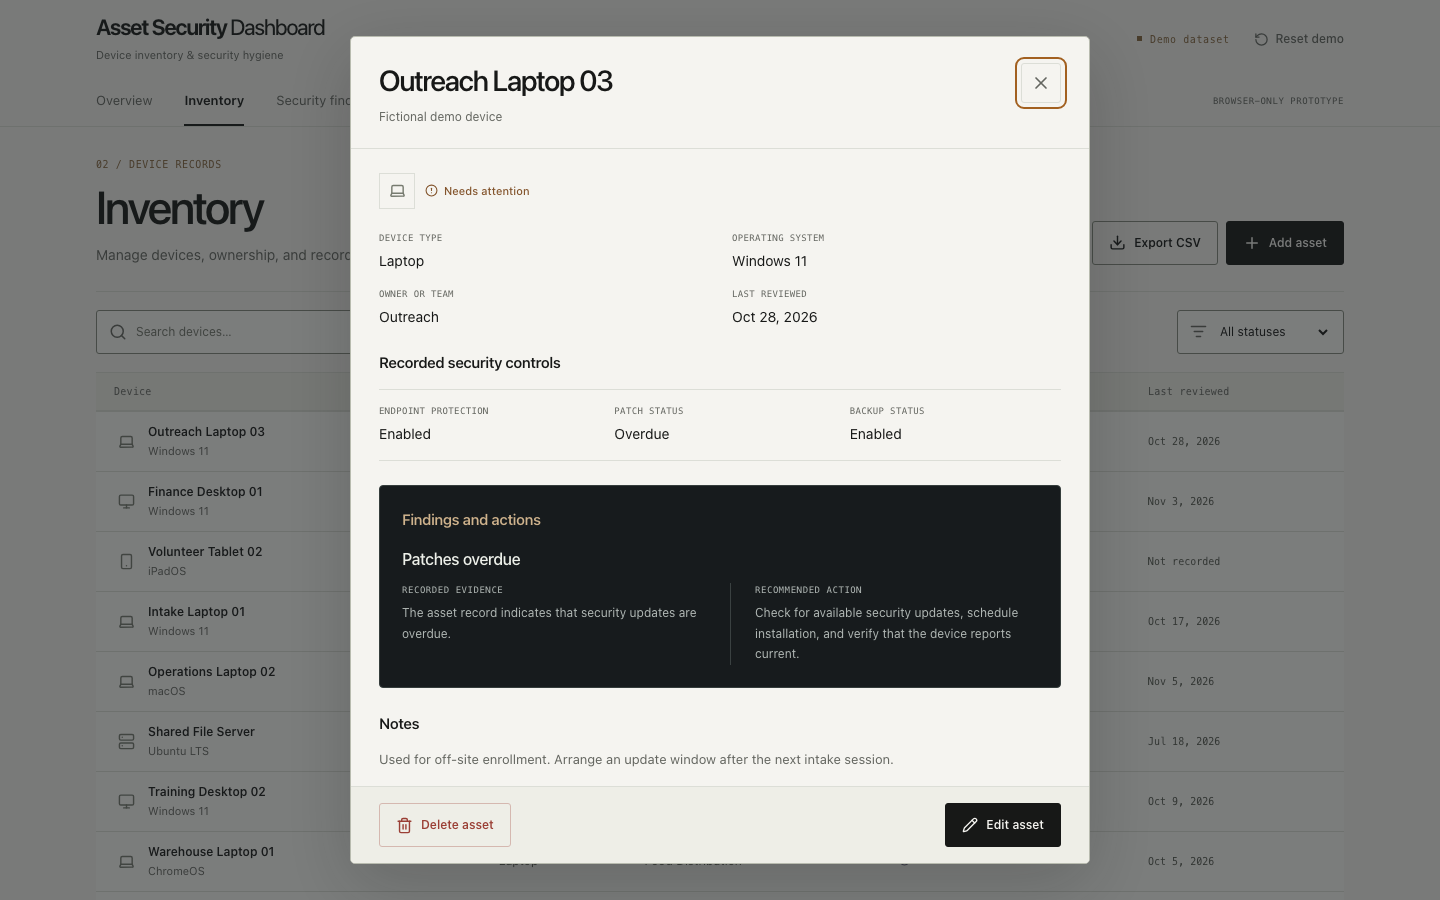 Asset Security Dashboard
Device inventory & security hygiene
Demo dataset
Reset demo
Overview
Inventory
Security find
BROWSER-ONLY PROTOTYPE
02 / DEVICE RECORDS
Inventory
Manage devices, ownership, and record
Export CSV
Add asset
Search devices...
All statuses
Device
Last reviewed
Outreach Laptop 03
Windows 11
Oct 28, 2026
Finance Desktop 01
Windows 11
Nov 3, 2026
Volunteer Tablet 02
iPadOS
Not recorded
Intake Laptop 01
Windows 11
Oct 17, 2026
Operations Laptop 02
macOS
Nov 5, 2026
Shared File Server
Ubuntu LTS
Jul 18, 2026
Training Desktop 02
Windows 11
Oct 9, 2026
Warehouse Laptop 01
ChromeOS
Oct 5, 2026
Outreach Laptop 03
Fictional demo device
Needs attention
DEVICE TYPE
Laptop
OPERATING SYSTEM
Windows 11
OWNER OR TEAM
Outreach
LAST REVIEWED
Oct 28, 2026
Recorded security controls
ENDPOINT PROTECTION
Enabled
PATCH STATUS
Overdue
BACKUP STATUS
Enabled
Findings and actions
Patches overdue
RECORDED EVIDENCE
The asset record indicates that security updates are
overdue.
RECOMMENDED ACTION
Check for available security updates, schedule
installation, and verify that the device reports
current.
Notes
Used for off-site enrollment. Arrange an update window after the next intake session.
Delete asset
Edit asset